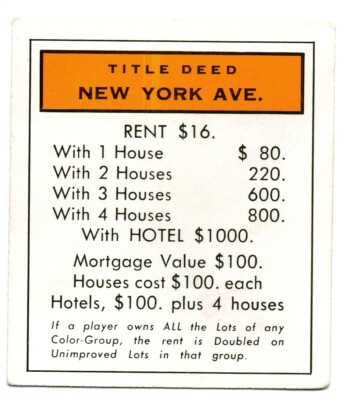 TITLE DEED
NEW YORK AVE.
RENT $16.
With 1 House $ 80.
With 2 Houses 220.
With 3 Houses 600.
With 4 Houses 800.
With HOTEL $1000.
Mortgage Value $100.
Houses cost $100. each
Hotels, $100. plus 4 houses
If a player owns ALL the Lots of any
Color-Group, the rent is Doubled on
Unimproved Lots in that group.